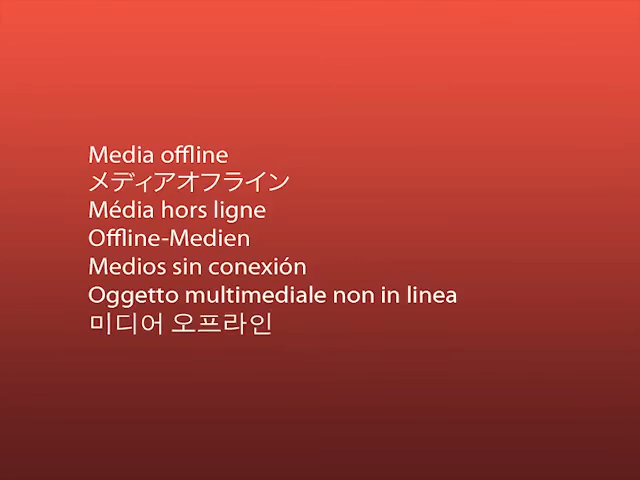 Media offline
メディアオフライン
Média hors ligne
Offline-Medien
Medios sin conexión
Oggetto multimediale non in linea
미디어 오프라인